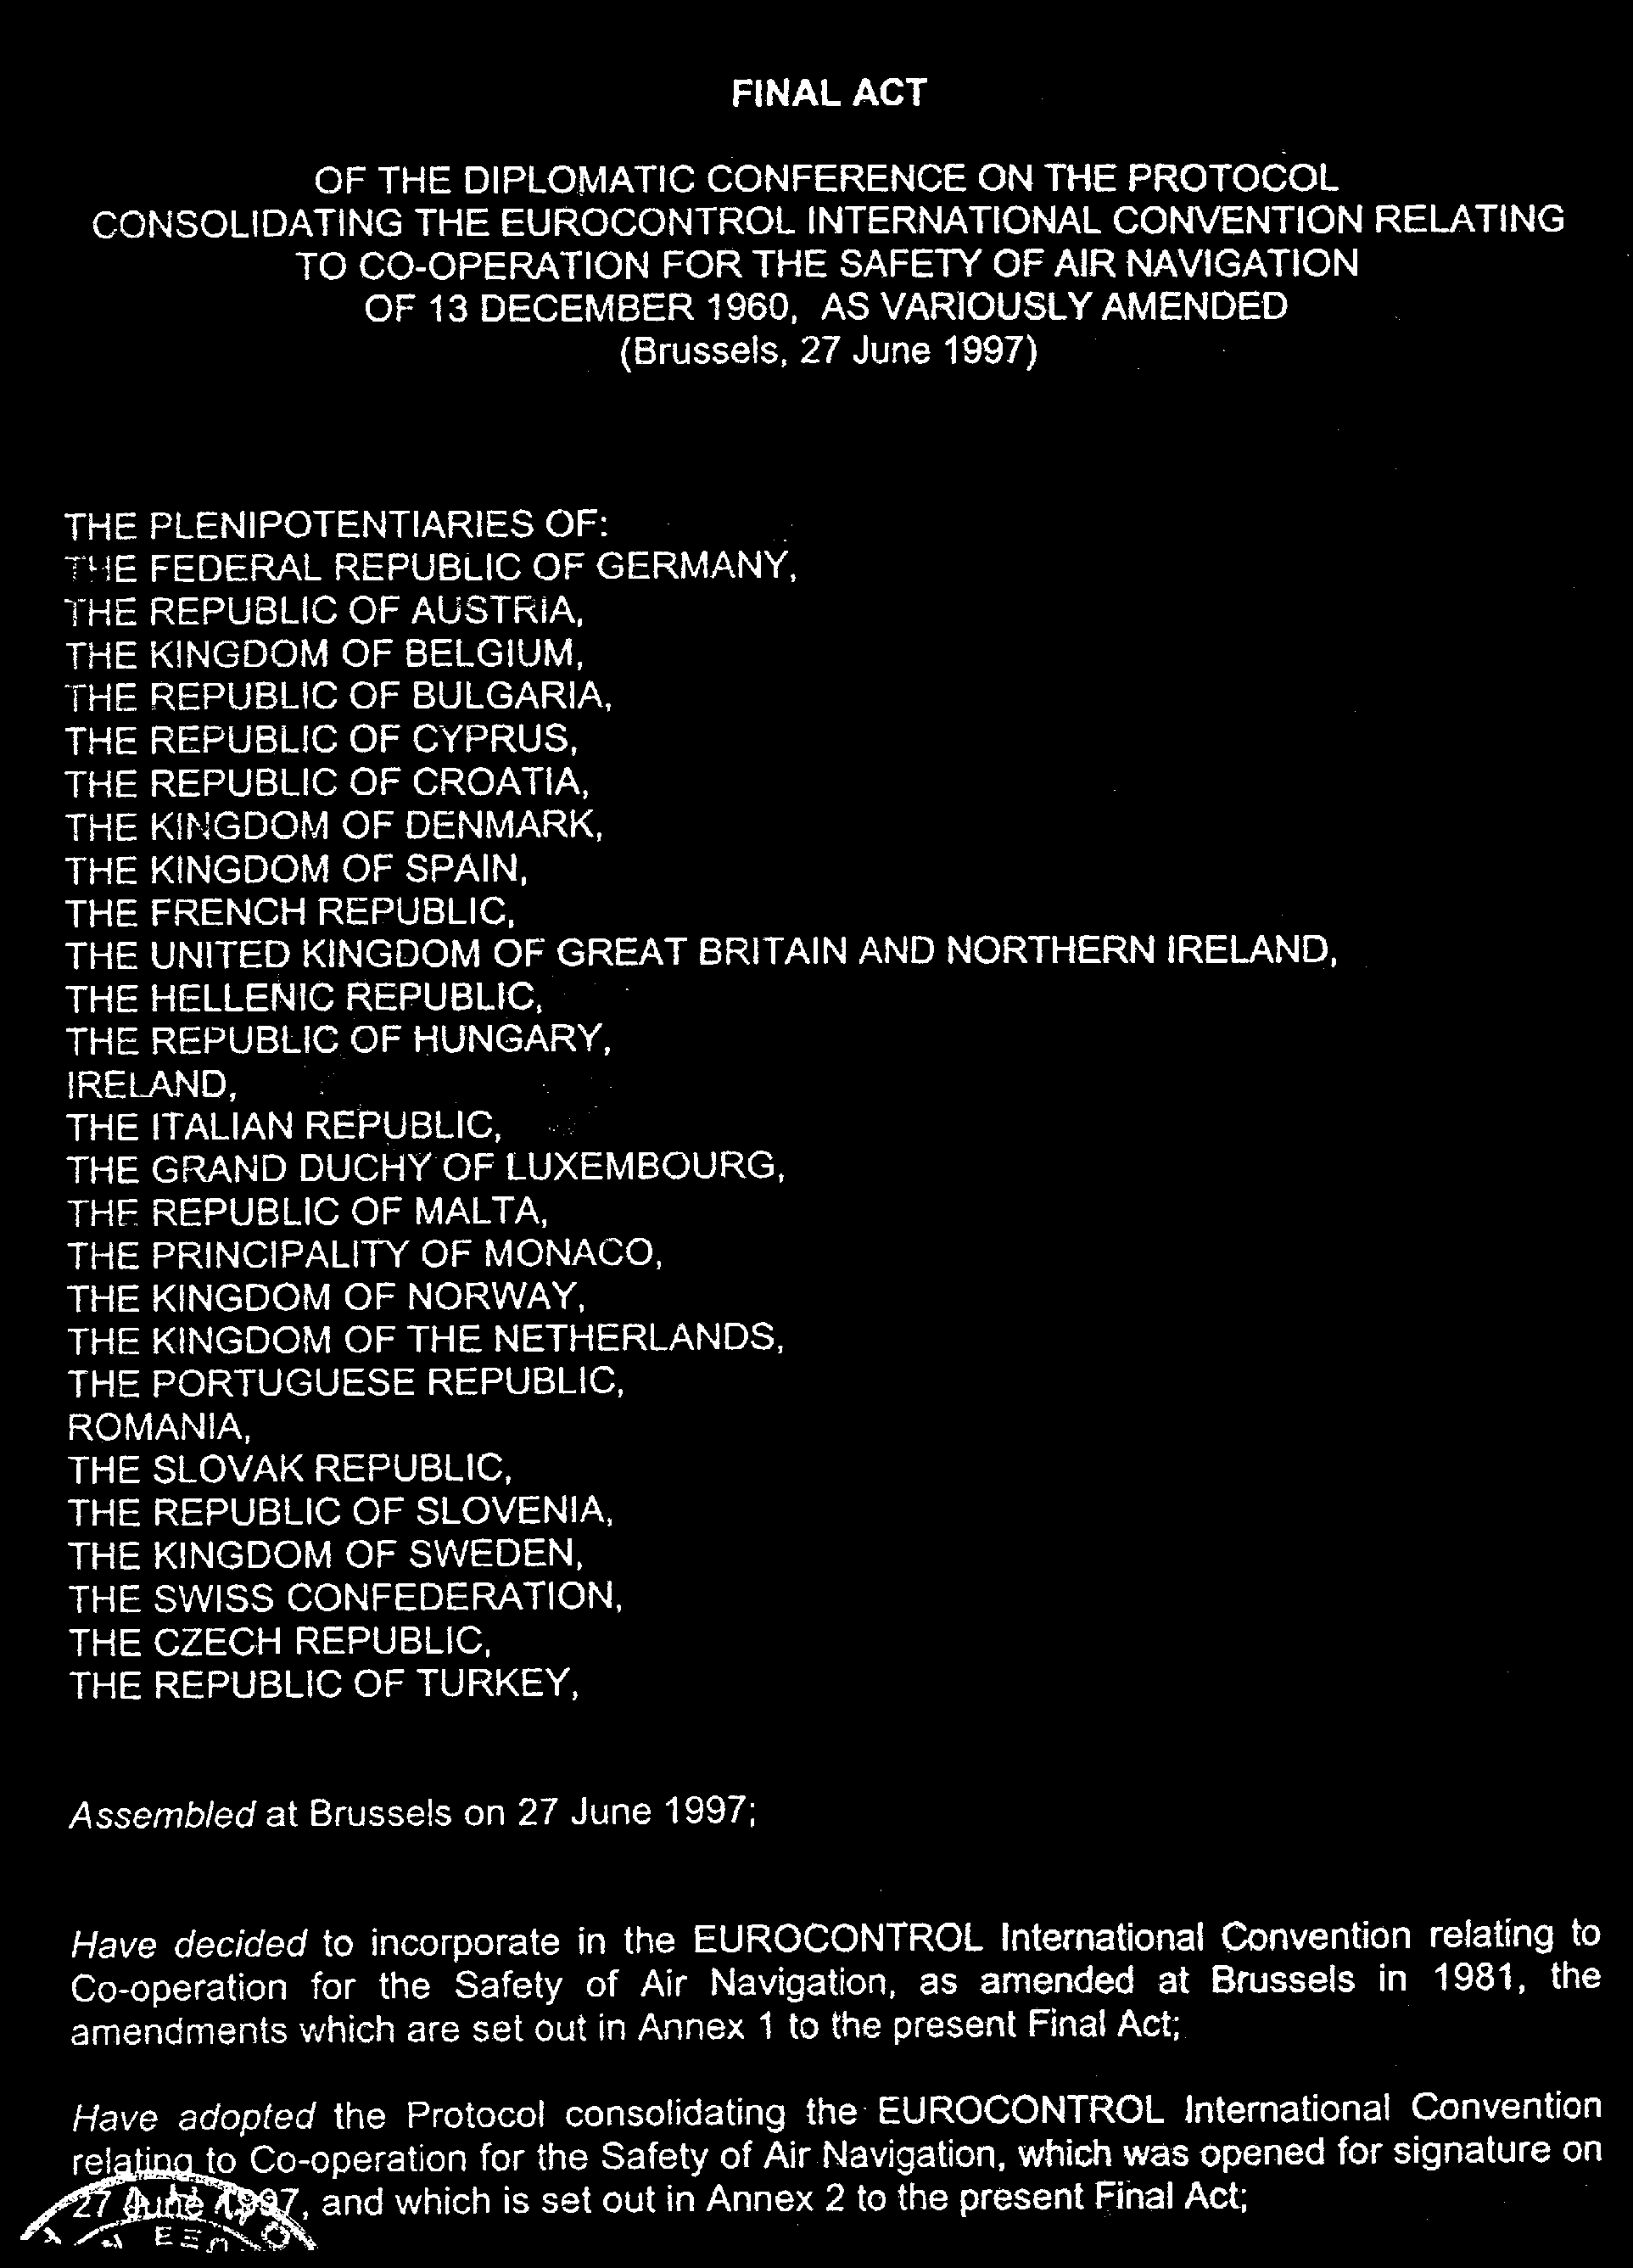 FINAL ACT
OF THE DIPLOMATIC CONFERENCE ON THE PROTOCOL
CONSOLIDATING THE EUROCONTROL INTERNATIONAL CONVENTION RELATING
TO CO-OPERATION FOR THE SAFETY OF AIR NAVIGATION
OF 13 DECEMBER 1960, AS VARIOUSLY AMENDED
(Brussels, 27 June 1997)
THE PLENIPOTENTIARIES OF:
THE FEDERAL REPUBLIC OF GERMANY,
THE REPUBLIC OF AUSTRIA,
THE KINGDOM OF BELGIUM,
THE REPUBLIC OF BULGARIA,
THE REPUBLIC OF CYPRUS,
THE REPUBLIC OF CROATIA,
THE KINGDOM OF DENMARK,
THE KINGDOM OF SPAIN,
THE FRENCH REPUBLIC,
THE UNITED KINGDOM OF GREAT BRITAIN AND NORTHERN IRELAND,
THE HELLENIC REPUBLIC,
THE REPUBLIC OF HUNGARY,
IRELAND,
THE ITALIAN REPUBLIC,
THE GRAND DUCHY OF LUXEMBOURG,
THE REPUBLIC OF MALTA,
THE PRINCIPALITY OF MONACO,
THE KINGDOM OF NORWAY,
THE KINGDOM OF THE NETHERLANDS,
THE PORTUGUESE REPUBLIC,
ROMANIA,
THE SLOVAK REPUBLIC,
THE REPUBLIC OF SLOVENIA,
THE KINGDOM OF SWEDEN,
THE SWISS CONFEDERATION,
THE CZECH REPUBLIC,
THE REPUBLIC OF TURKEY,
Assembled at Brussels on 27 June 1997;
Have decided to incorporate in the EUROCONTROL International Convention relating to
Co-operation for the Safety of Air Navigation, as amended at Brussels in 1981, the
amendments which are set out in Annex 1 to the present Final Act;
Have adopted the Protocol consolidating the EUROCONTROL International Convention
relating to Co-operation for the Safety of Air Navigation, which was opened for signature on
27 June 1997, and which is set out in Annex 2 to the present Final Act;